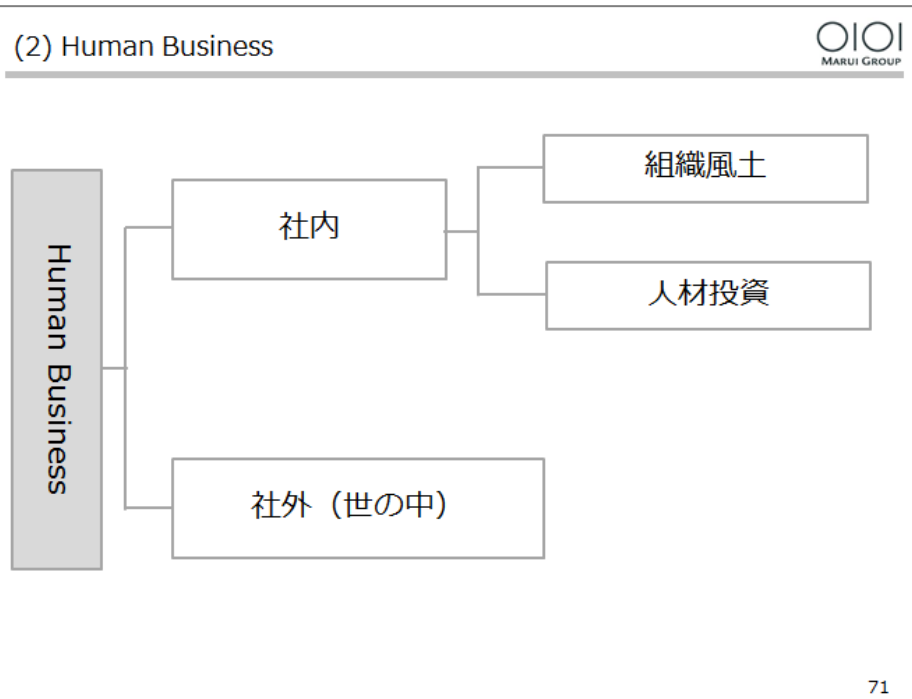 (2) Human Business
OIOI
MARUI GROUP
Human Business
社内
組織風土
人材投資
社外（世の中）
71